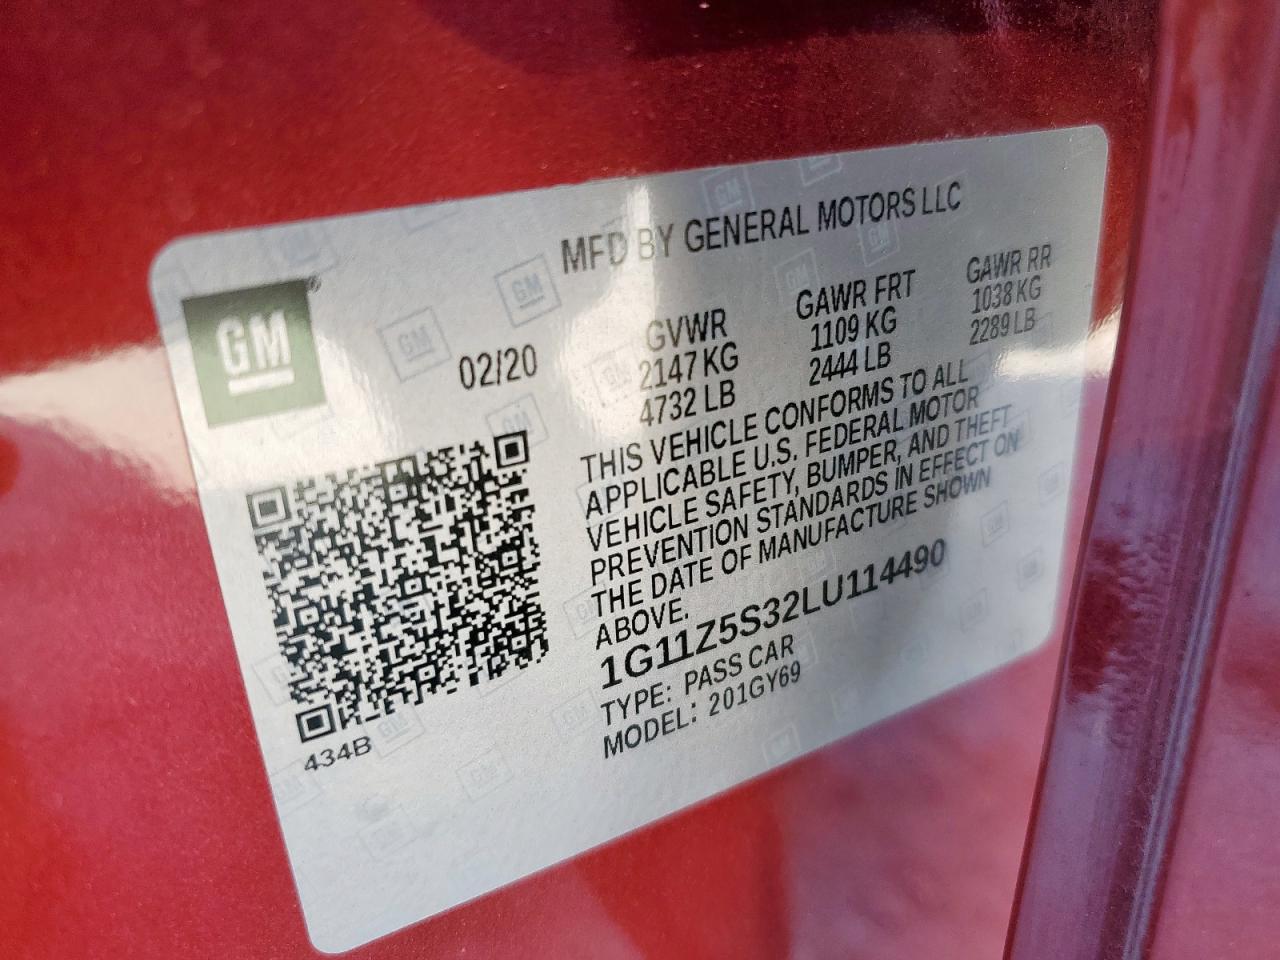 MFD BY GENERAL MOTORS LLC
GM®
02/20
GVWR GAWR FRT GAWR RR
2147 KG 1109 KG 1038 KG
4732 LB 2444 LB 2289 LB
THIS VEHICLE CONFORMS TO ALL
APPLICABLE U.S. FEDERAL MOTOR
VEHICLE SAFETY, BUMPER, AND THEFT
PREVENTION STANDARDS IN EFFECT ON
THE DATE OF MANUFACTURE SHOWN
ABOVE.
1G11Z5S32LU114490
TYPE: PASS CAR
MODEL: 201GY69
434B